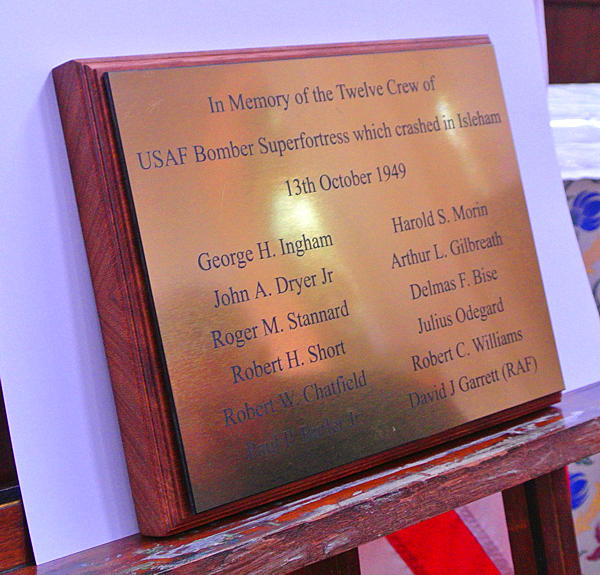 In Memory of the Twelve Crew of
USAF Bomber Superfortress which crashed in Isleham
13th October 1949
George H. Ingham
John A. Dryer Jr
Roger M. Stannard
Robert H. Short
Robert W. Chatfield
Paul Jr.
Harold S. Morin
Arthur L. Gilbreath
Delmas F. Bise
Julius Odegard
Robert C. Williams
David J Garrett (RAF)